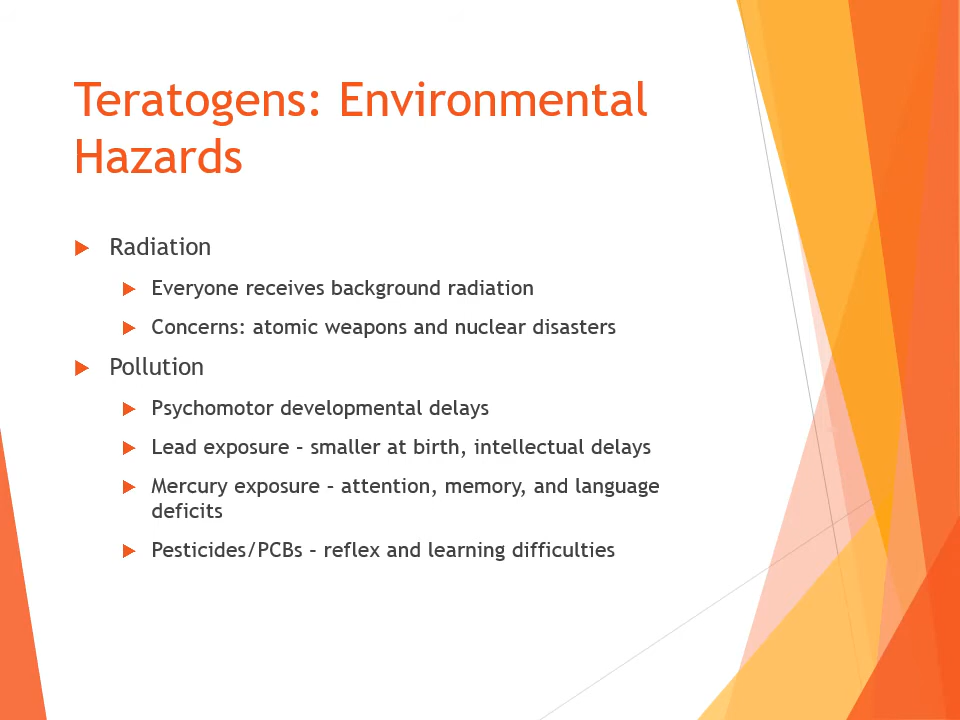 Teratogens: Environmental
Hazards
Radiation
Everyone receives background radiation
Concerns: atomic weapons and nuclear disasters
Pollution
Psychomotor developmental delays
Lead exposure – smaller at birth, intellectual delays
Mercury exposure – attention, memory, and language
deficits
Pesticides/PCBs – reflex and learning difficulties